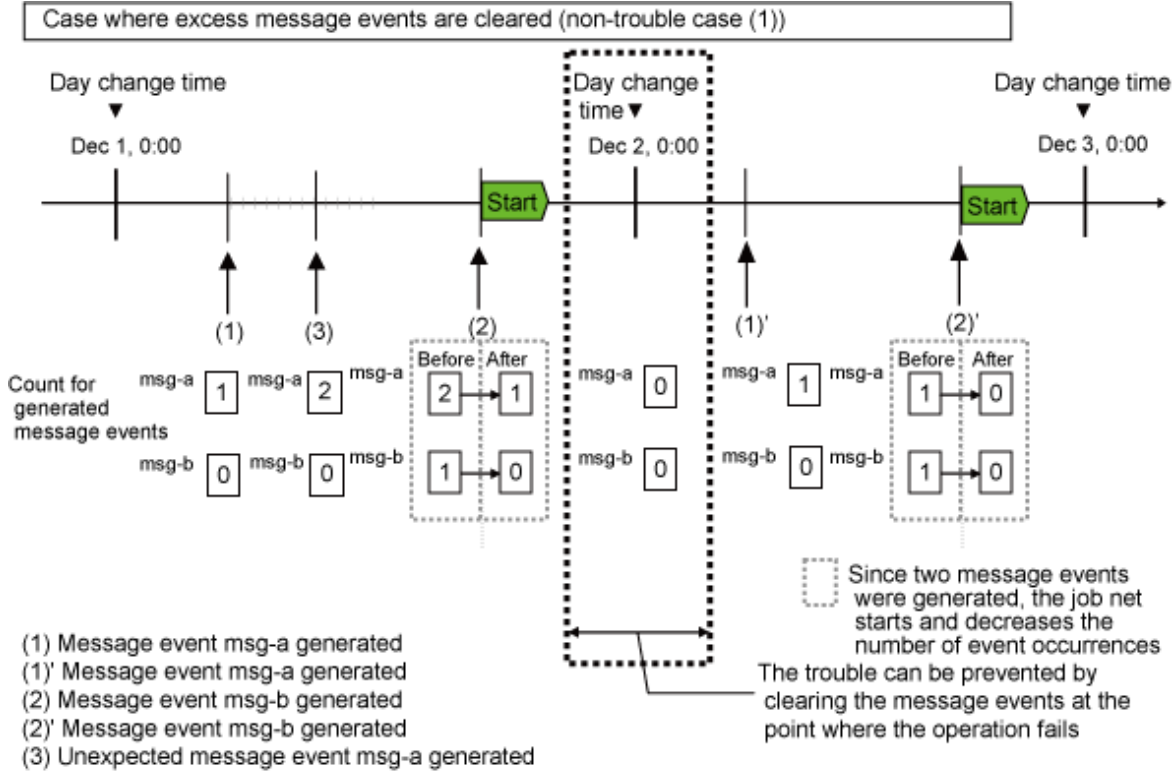 Case where excess message events are cleared (non-trouble case (1))
Day change time
Day change
time
Day change time
Dec 1, 0:00
Dec 2, 0:00
Dec 3, 0:00
Start
Start
(1)
(3)
(2)
(1)'
(2)'
Count for
generated
message events
msg-a 1
msg-a 2
msg-a
Before After
2 1
msg-a 0
msg-a 1
msg-a
Before After
1 0
msg-b 0
msg-b 0
msg-b
1 0
msg-b 0
msg-b 0
msg-b
1 0
Since two message events
were generated, the job net
starts and decreases the
number of event occurrences
The trouble can be prevented by
clearing the message events at the
point where the operation fails
(1) Message event msg-a generated
(1)' Message event msg-a generated
(2) Message event msg-b generated
(2)' Message event msg-b generated
(3) Unexpected message event msg-a generated